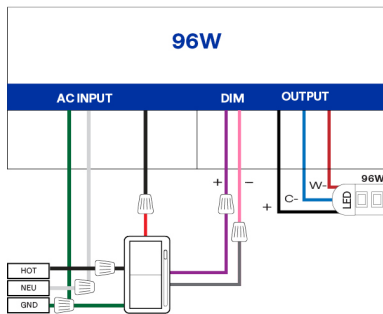 96W
AC INPUT
DIM
OUTPUT
+
−
W-
96W
C-
LED
+
HOT
NEU
GND